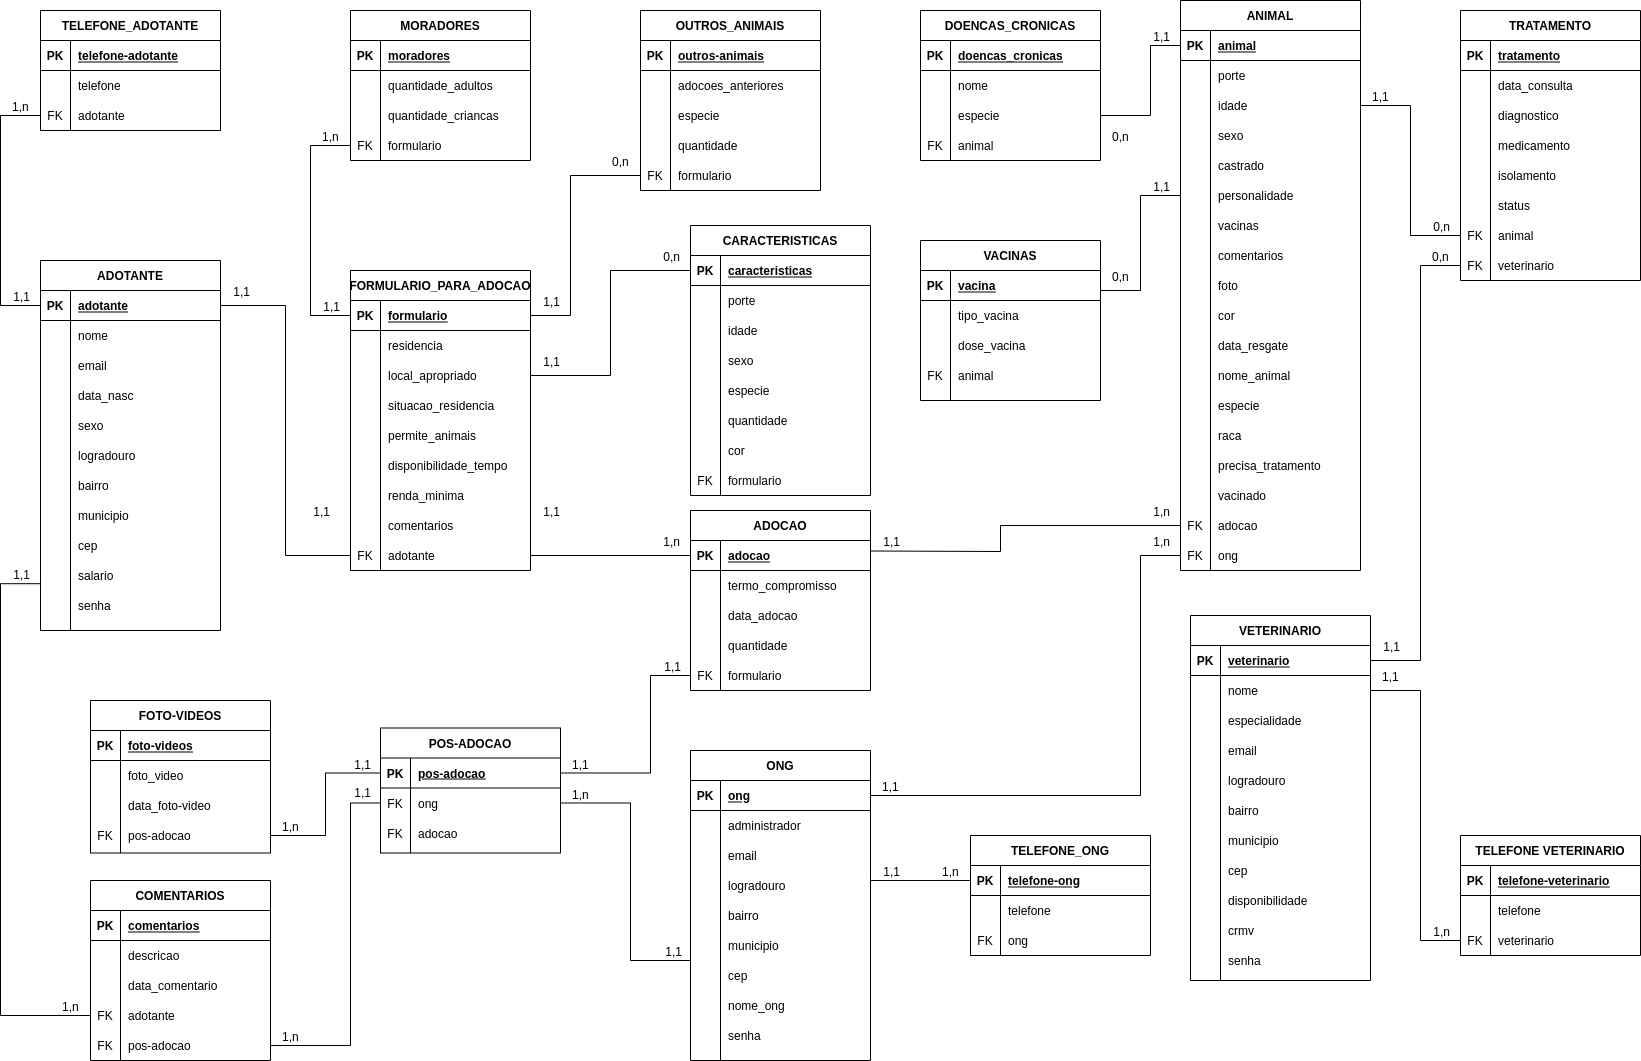 TELEFONE_ADOTANTE
PK telefone-adotante
telefone
FK adotante
1,n
MORADORES
PK moradores
quantidade_adultos
quantidade_criancas
FK formulario
1,n
OUTROS_ANIMAIS
PK outros-animais
adocoes_anteriores
especie
quantidade
FK formulario
0,n
DOENCAS_CRONICAS
PK doencas_cronicas
nome
especie
FK animal
0,n
1,1
ANIMAL
PK animal
porte
idade
sexo
castrado
personalidade
vacinas
comentarios
foto
cor
data_resgate
nome_animal
especie
raca
precisa_tratamento
vacinado
FK adocao
FK ong
1,1
1,1
1,n
1,n
TRATAMENTO
PK tratamento
data_consulta
diagnostico
medicamento
isolamento
status
FK animal
FK veterinario
0,n
0,n
ADOTANTE
PK adotante
nome
email
data_nasc
sexo
logradouro
bairro
municipio
cep
salario
senha
1,1
1,1
1,1
FORMULARIO_PARA_ADOCAO
PK formulario
residencia
local_apropriado
situacao_residencia
permite_animais
disponibilidade_tempo
renda_minima
comentarios
FK adotante
1,1
1,1
1,1
1,1
1,1
CARACTERISTICAS
PK caracteristicas
porte
idade
sexo
especie
quantidade
cor
FK formulario
0,n
VACINAS
PK vacina
tipo_vacina
dose_vacina
FK animal
0,n
ADOCAO
PK adocao
termo_compromisso
data_adocao
quantidade
FK formulario
1,n
1,1
1,1
VETERINARIO
PK veterinario
nome
especialidade
email
logradouro
bairro
municipio
cep
disponibilidade
crmv
senha
1,1
1,1
FOTO-VIDEOS
PK foto-videos
foto_video
data_foto-video
FK pos-adocao
1,n
POS-ADOCAO
PK pos-adocao
FK ong
FK adocao
1,1
1,1
1,1
1,n
ONG
PK ong
administrador
email
logradouro
bairro
municipio
cep
nome_ong
senha
1,1
1,1
1,1
TELEFONE_ONG
PK telefone-ong
telefone
FK ong
1,n
TELEFONE VETERINARIO
PK telefone-veterinario
telefone
FK veterinario
1,n
COMENTARIOS
PK comentarios
descricao
data_comentario
FK adotante
FK pos-adocao
1,n
1,n